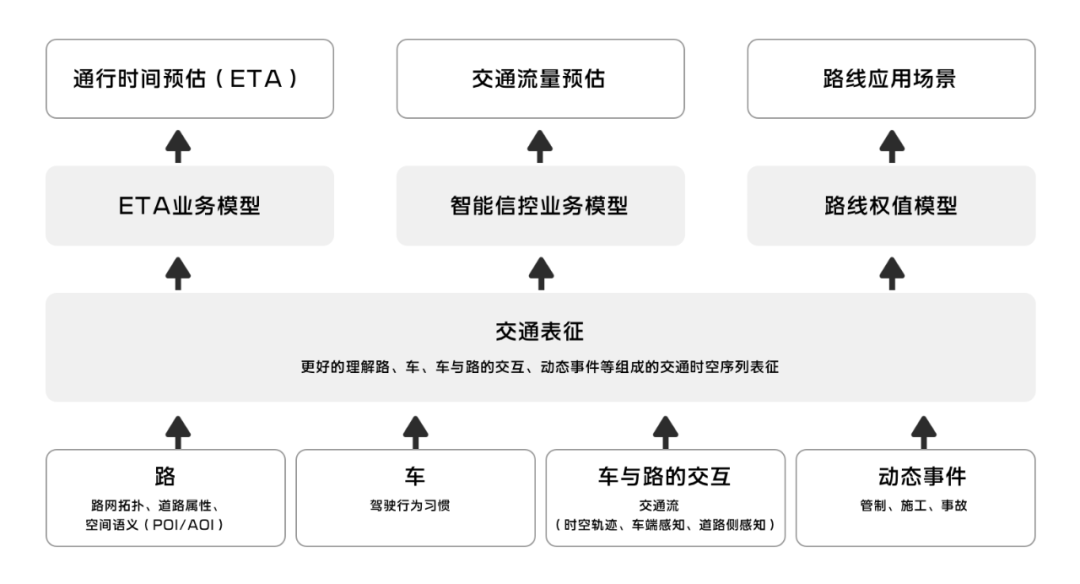 通行时间预估（ETA）
交通流量预估
路线应用场景
ETA业务模型
智能信控业务模型
路线权值模型
交通表征
更好的理解路、车、车与路的交互、动态事件等组成的交通时空序列表征
路
路网拓扑、道路属性、
空间语义（POI/AOI）
车
驾驶行为习惯
车与路的交互
交通流
（时空轨迹、车端感知、道路侧感知）
动态事件
管制、施工、事故